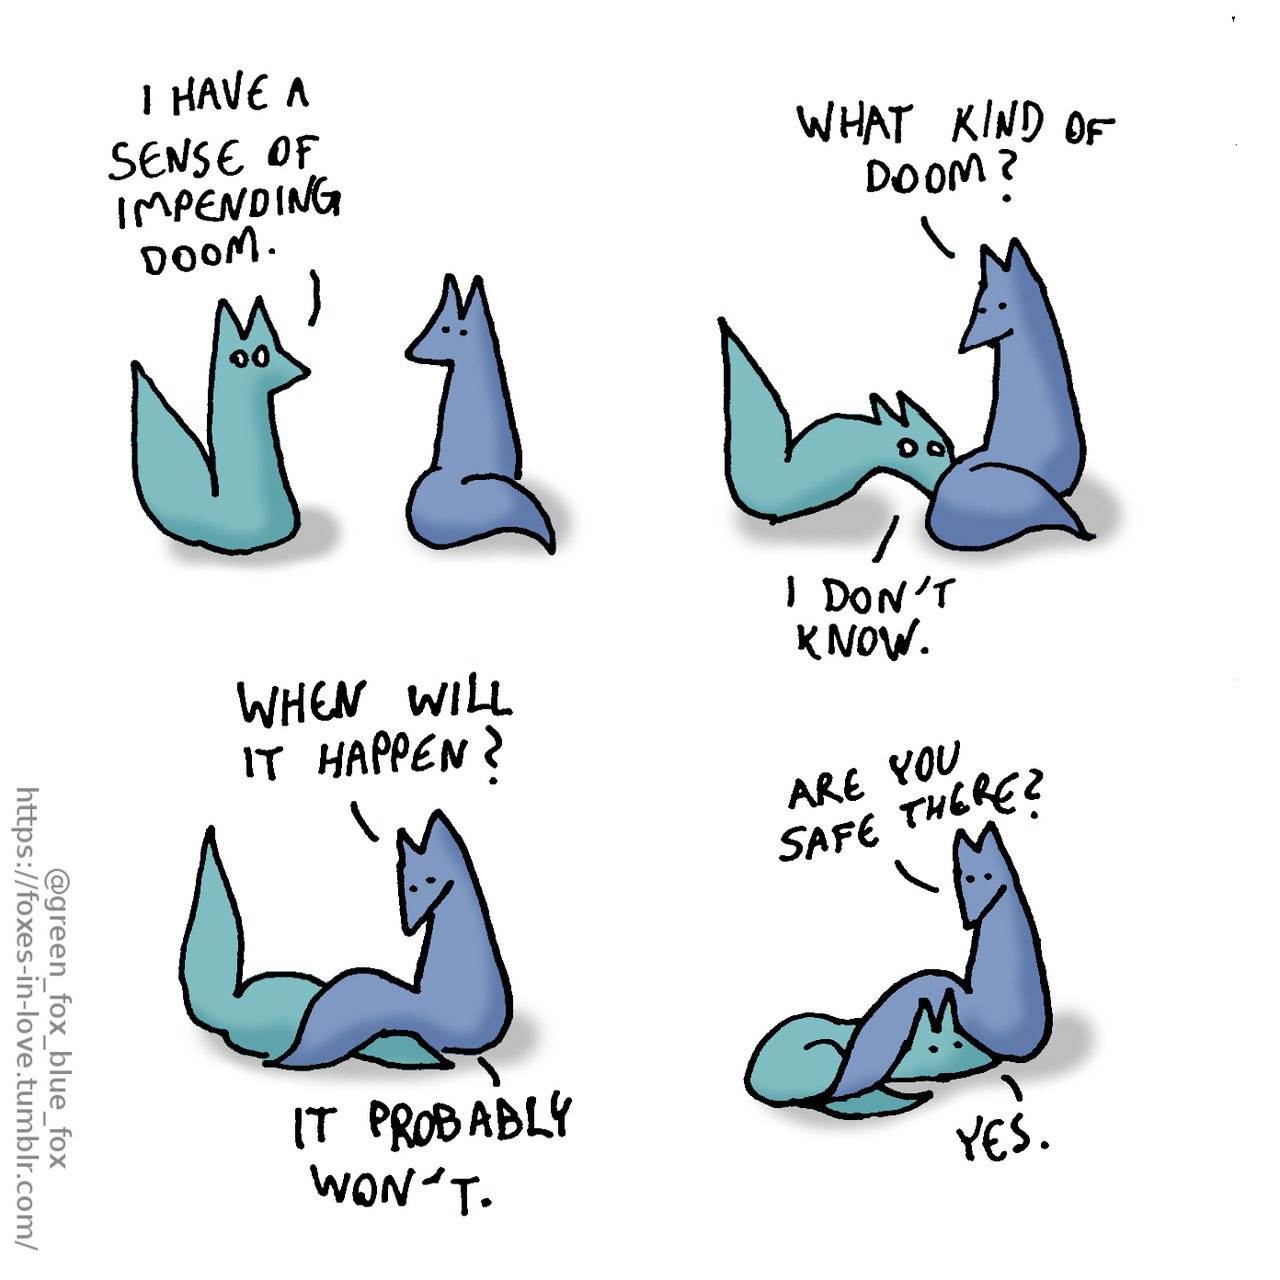 I HAVE A
SENSE OF
IMPENDING
DOOM.
WHAT KIND OF
DOOM?
I DON'T
KNOW.
WHEN WILL
IT HAPPEN?
IT PROBABLY
WON'T.
ARE YOU
SAFE THERE?
YES.
@green_fox_blue_fox
https://foxes-in-love.tumblr.com/